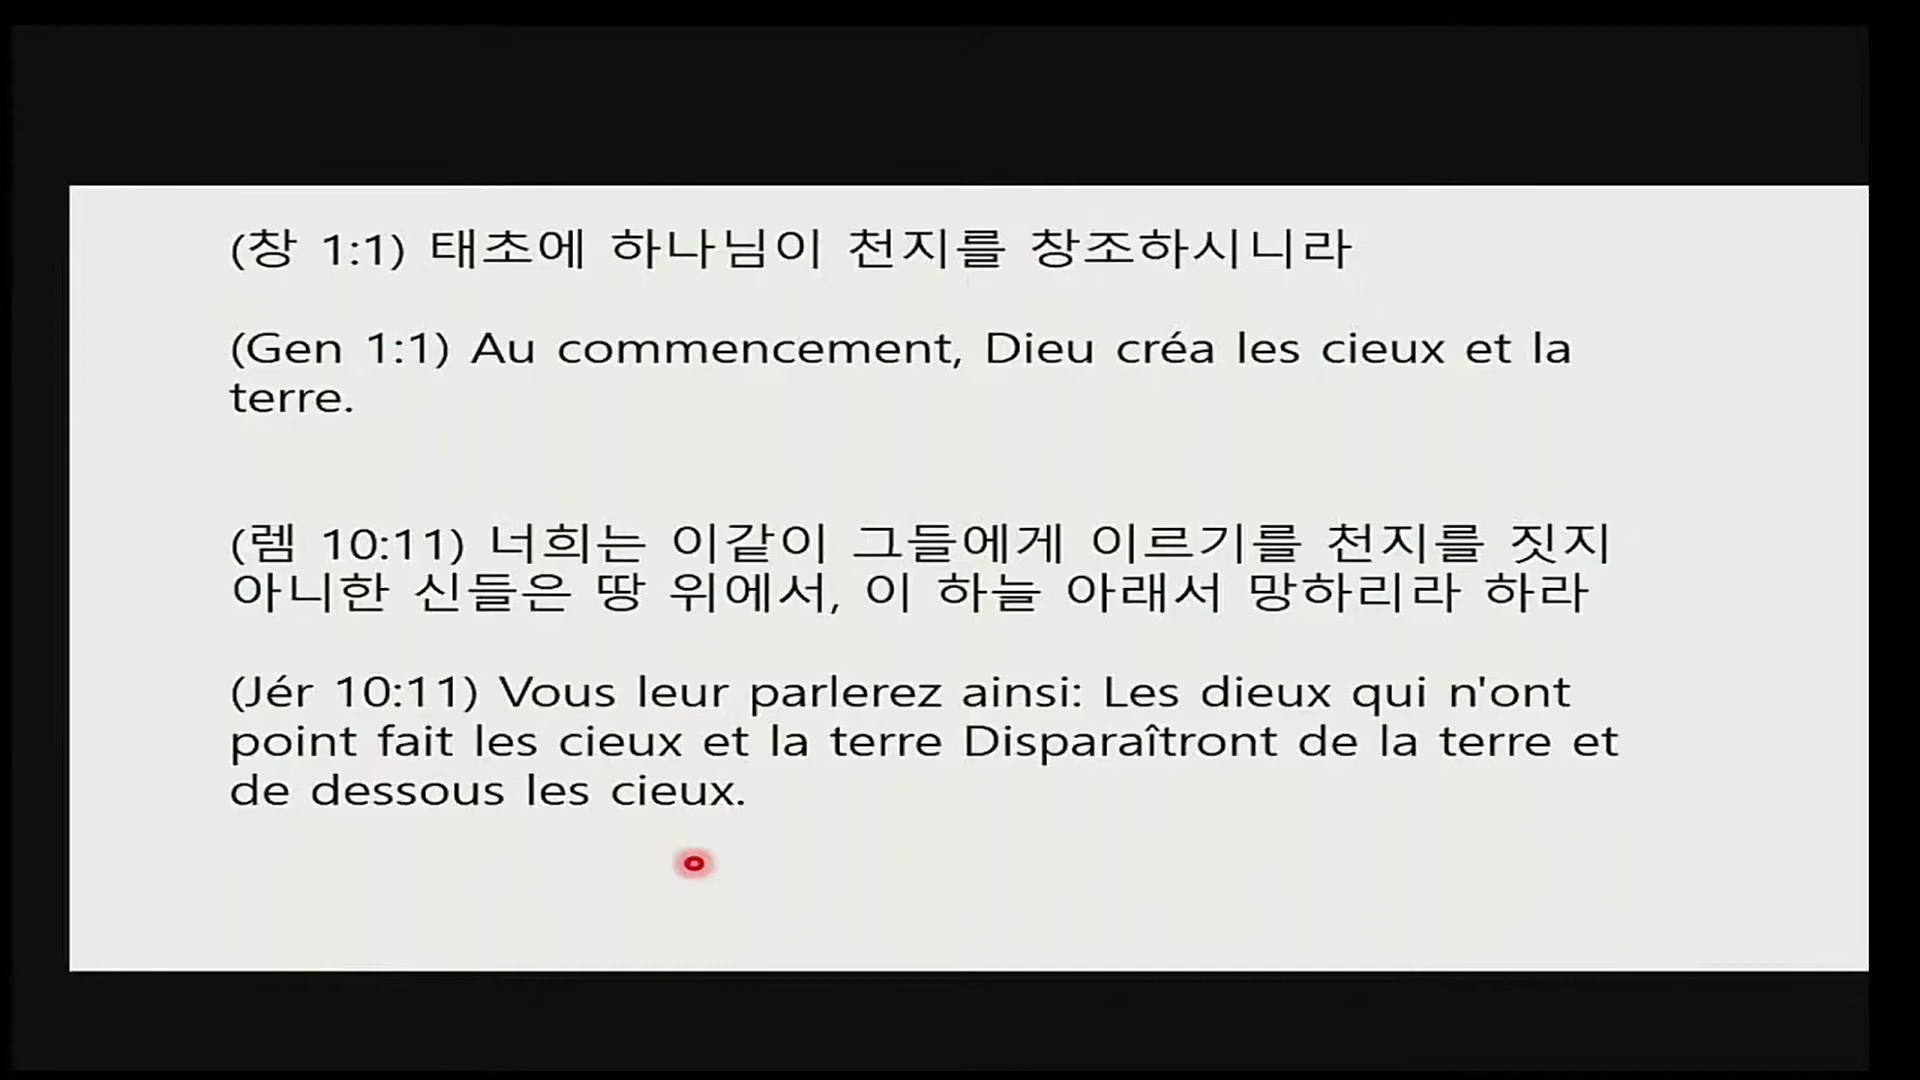 (창 1:1) 태초에 하나님이 천지를 창조하시니라
(Gen 1:1) Au commencement, Dieu créa les cieux et la
terre.
(렘 10:11) 너희는 이같이 그들에게 이르기를 천지를 짓지
아니한 신들은 땅 위에서, 이 하늘 아래서 망하리라 하라
(Jér 10:11) Vous leur parlerez ainsi: Les dieux qui n'ont
point fait les cieux et la terre Disparaîtront de la terre et
de dessous les cieux.